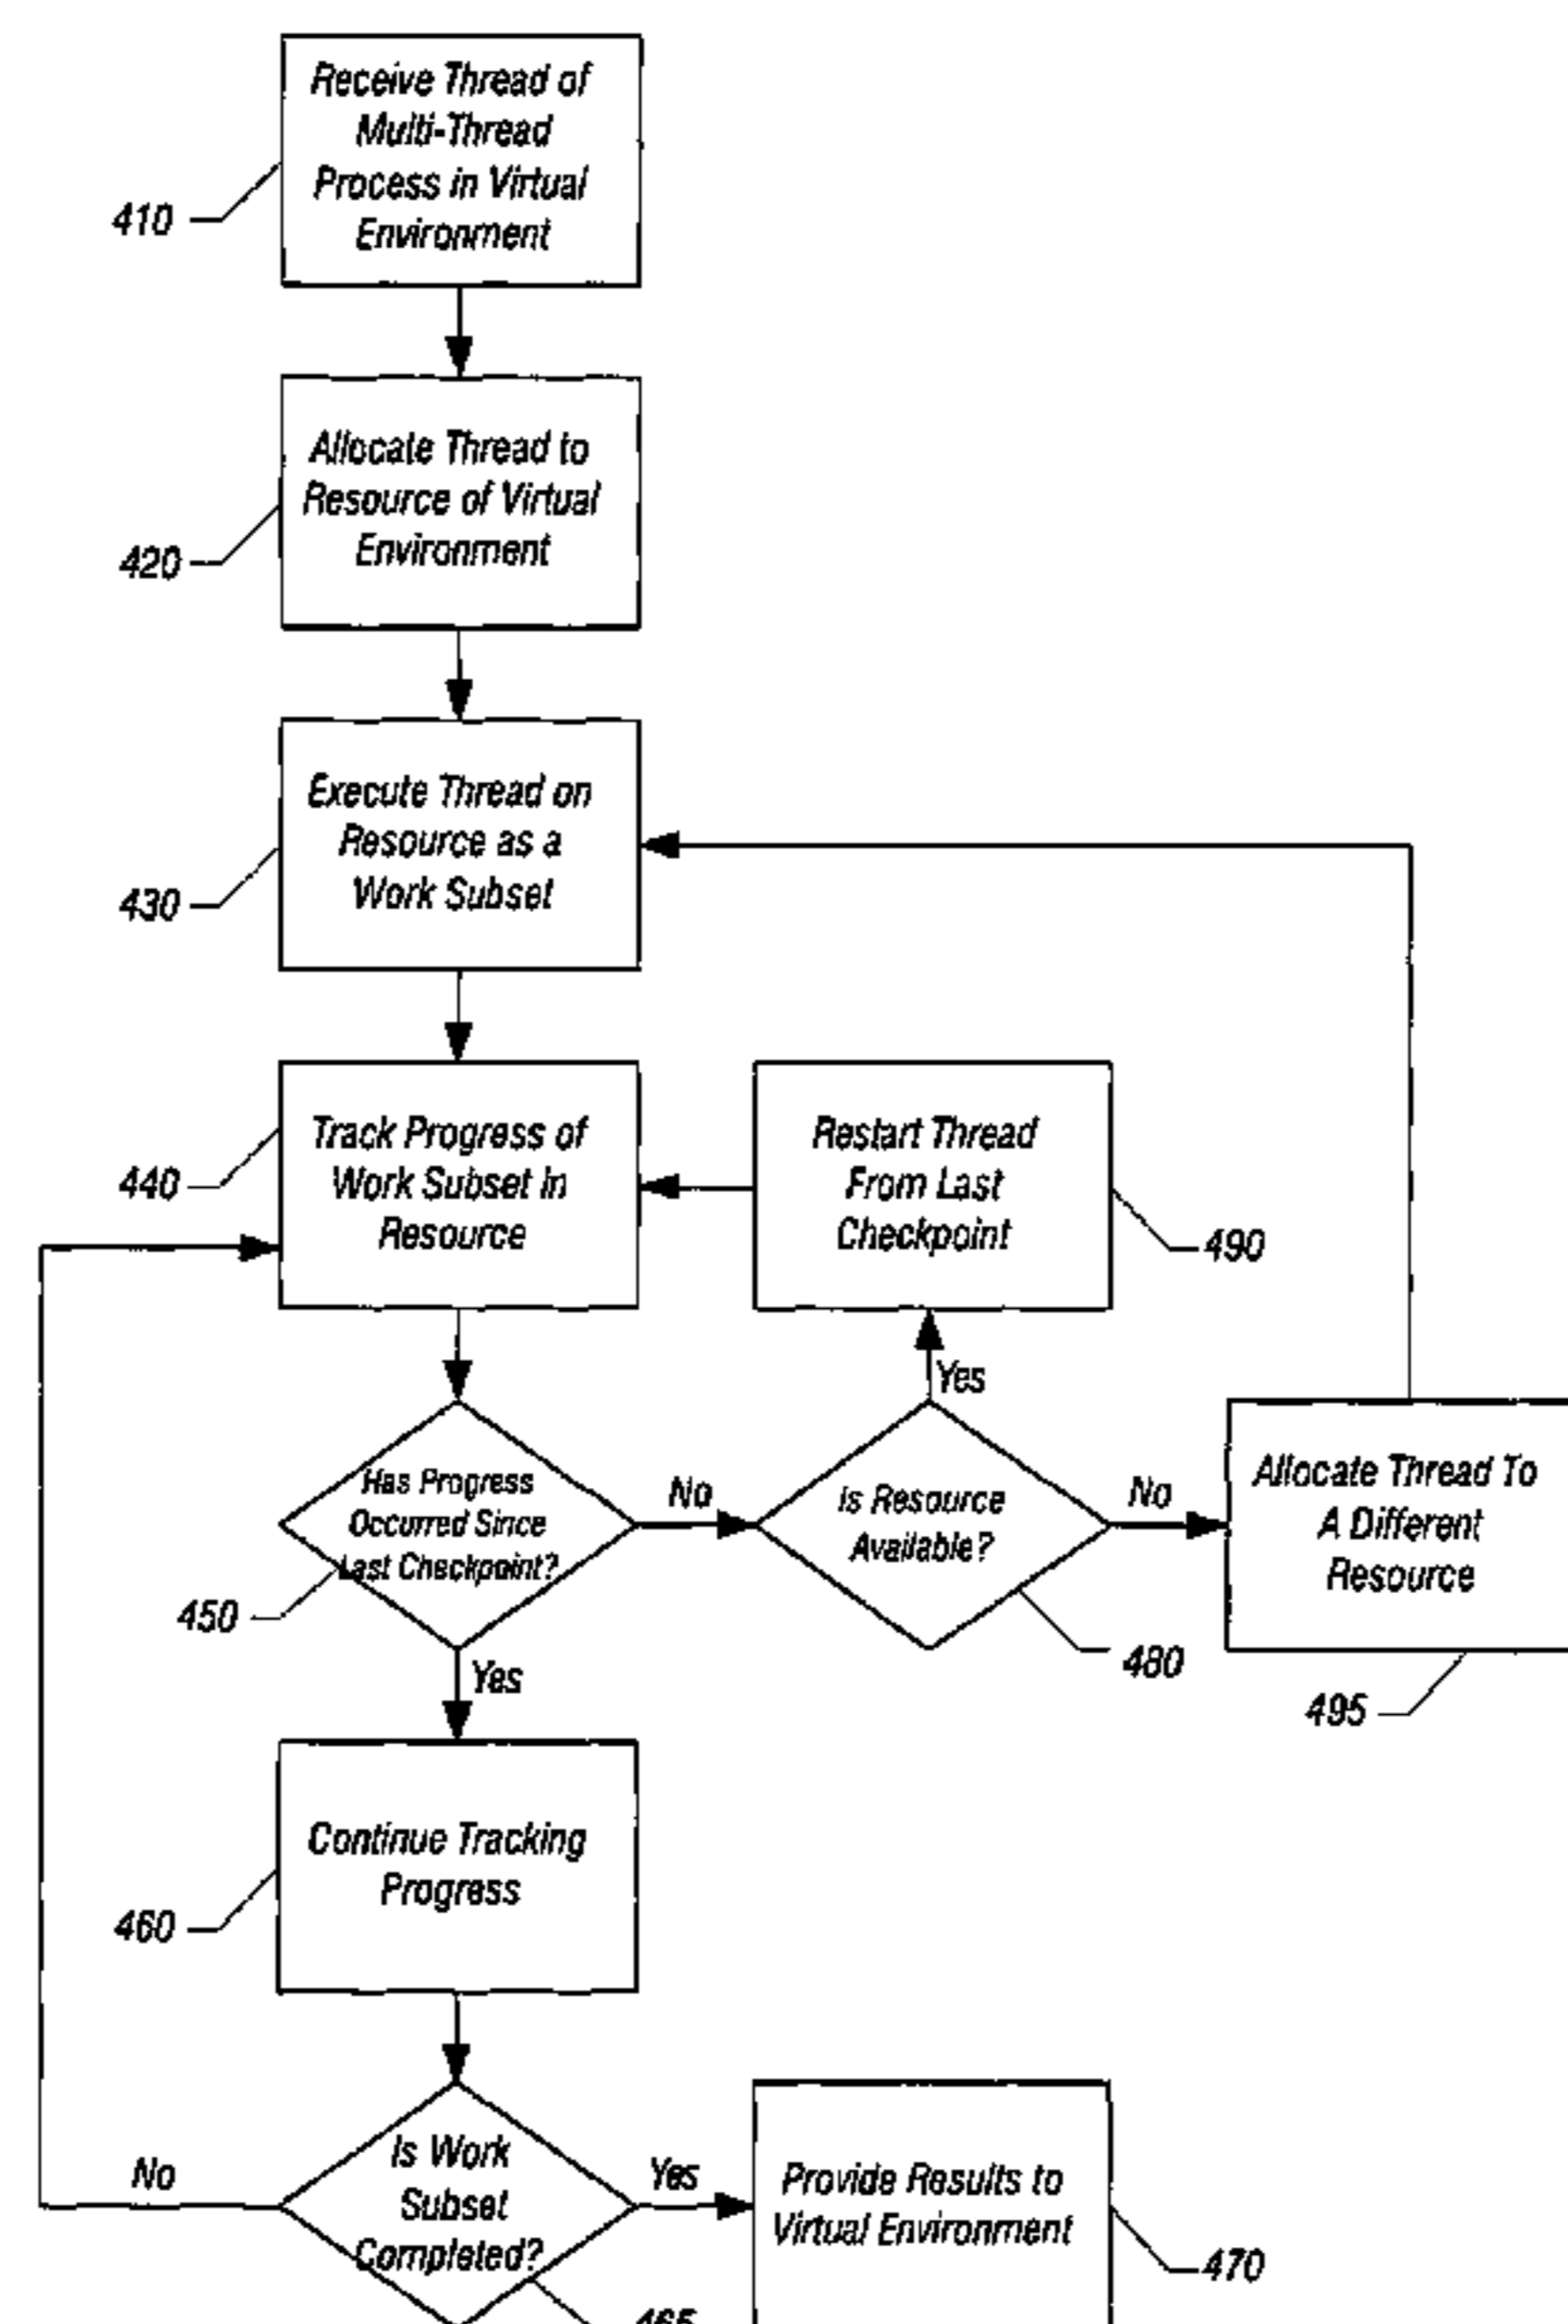 Receive Thread of
Multi-Thread
Process in Virtual
Environment
410
Allocate Thread to
Resource of Virtual
Environment
420
Execute Thread on
Resource as a
Work Subset
430
Track Progress of
Work Subset in
Resource
440
Restart Thread
From Last
Checkpoint
490
Yes
Has Progress
Occurred Since
Last Checkpoint?
450
No
Is Resource
Available?
480
No
Allocate Thread To
A Different
Resource
495
Yes
Continue Tracking
Progress
460
No
Is Work
Subset
Completed?
465
Yes
Provide Results to
Virtual Environment
470